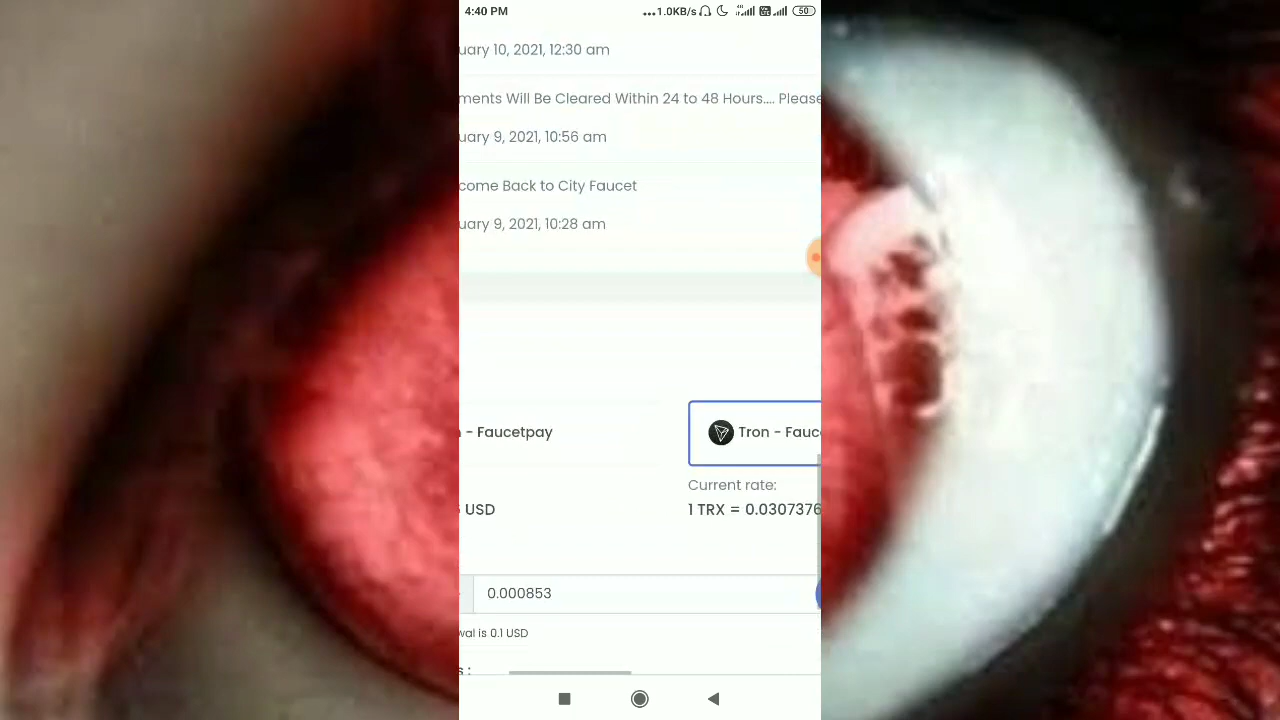 4:40 PM
...1.0KB/s
50
uary 10, 2021, 12:30 am
ments Will Be Cleared Within 24 to 48 Hours.... Please
uary 9, 2021, 10:56 am
come Back to City Faucet
uary 9, 2021, 10:28 am
- Faucetpay
Tron - Fauc
Current rate:
USD
1 TRX = 0.0307376
0.000853
wal is 0.1 USD
s :